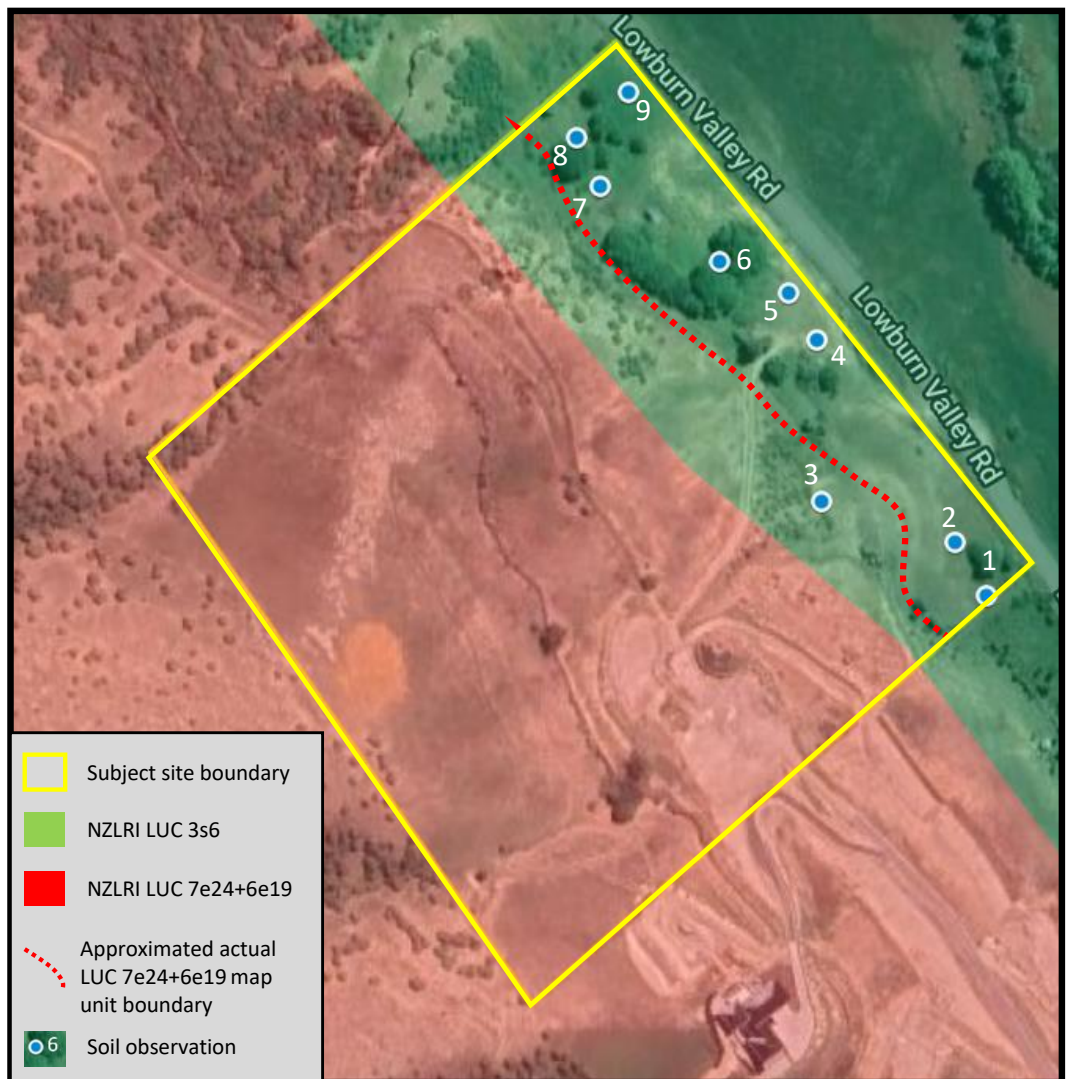 Lowburn Valley Rd
9
8
7
6
5
Lowburn Valley Rd
4
3
2
1
Subject site boundary
NZLRI LUC 3s6
NZLRI LUC 7e24+6e19
Approximated actual
LUC 7e24+6e19 map
unit boundary
6
Soil observation